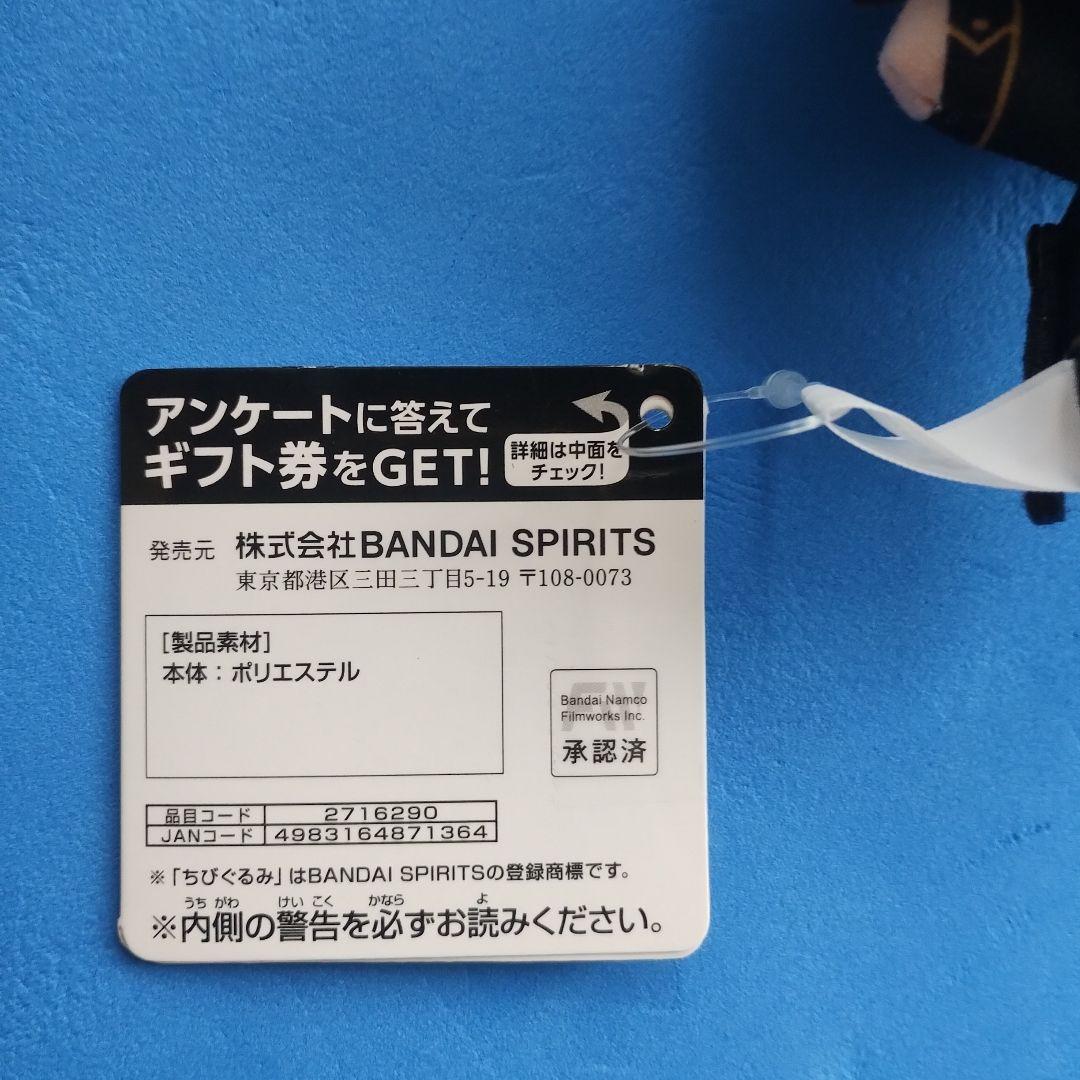 アンケートに答えて
ギフト券をGET!
詳細は中面を
チェック!
発売元 株式会社BANDAI SPIRITS
東京都港区三田三丁目5-19 〒108-0073
[製品素材]
本体：ポリエステル
Bandai Namco
Filmworks Inc.
承認済
品目コード 2716290
JANコード 4983164871364
※「ちびぐるみ」はBANDAI SPIRITSの登録商標です。
うち がわ けい こく かなら よ
※内側の警告を必ずお読みください。